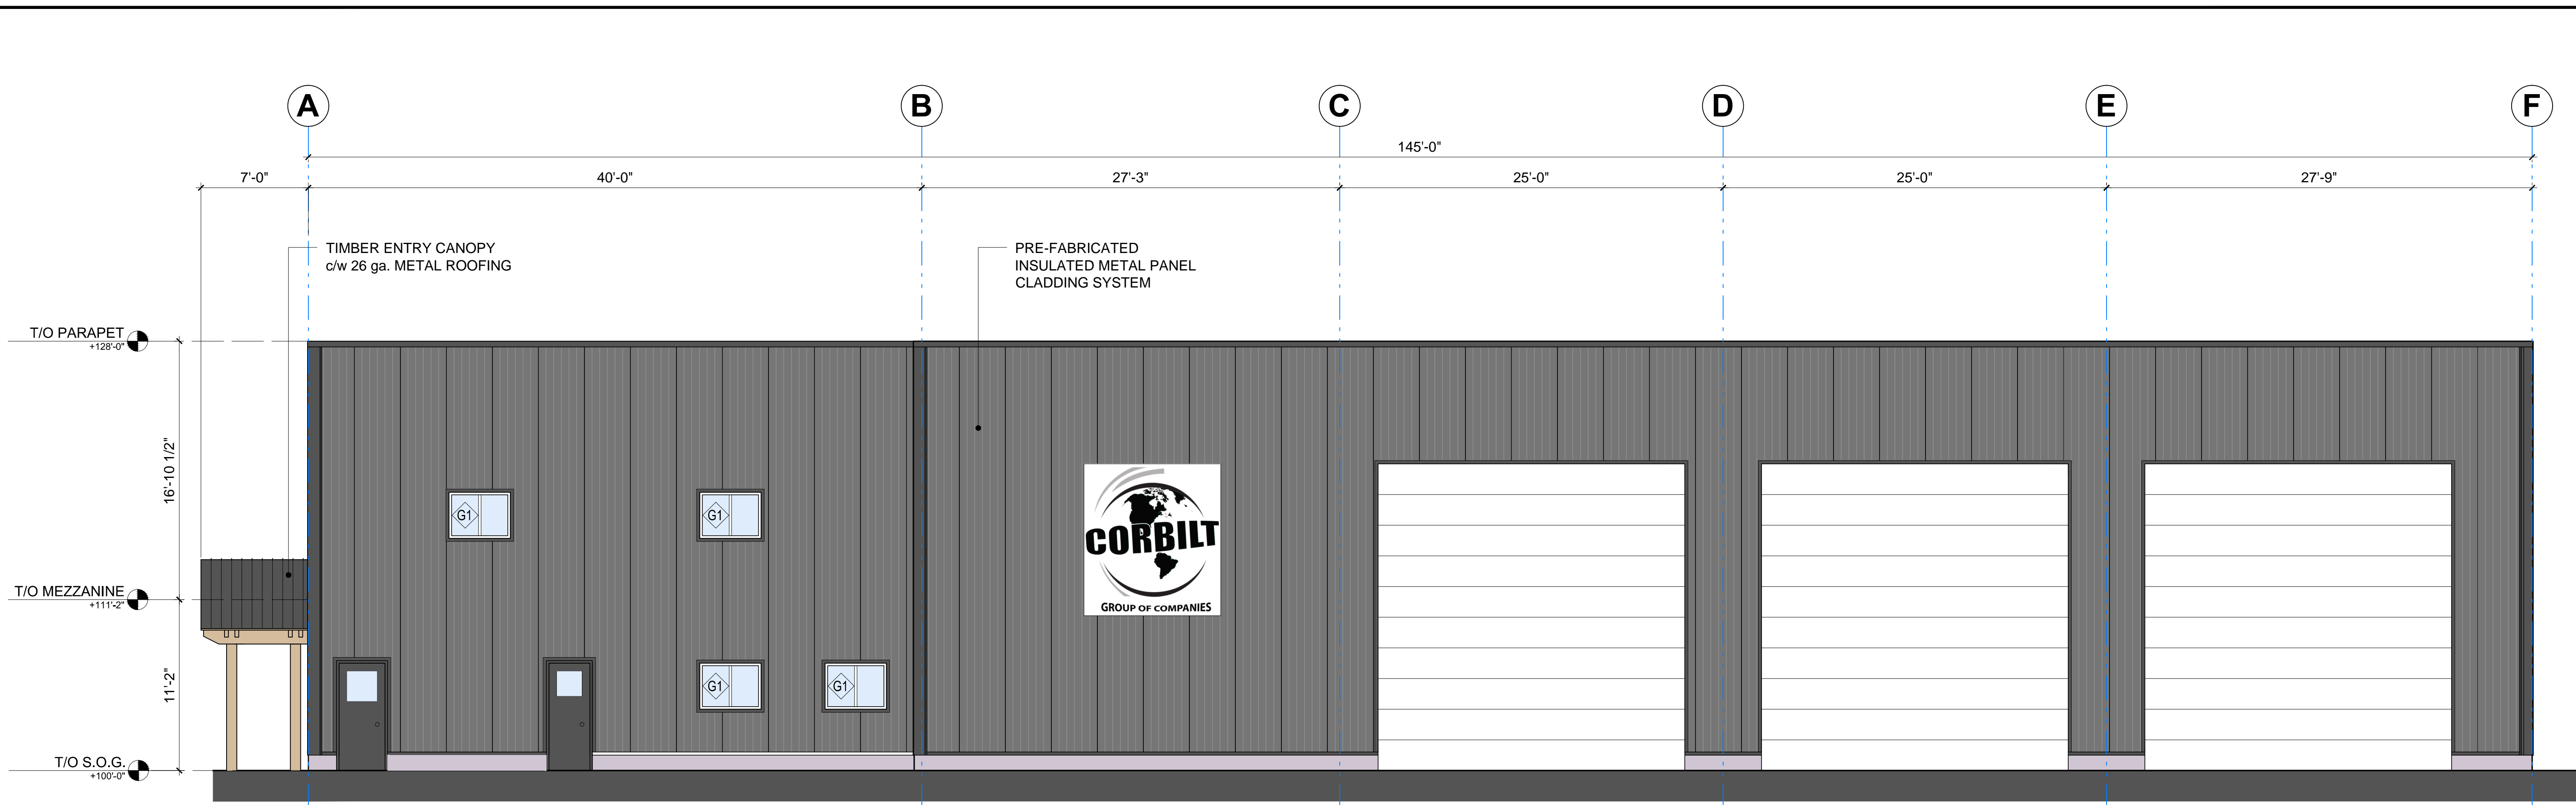 A B C D E F
145'-0"
7'-0" 40'-0" 27'-3" 25'-0" 25'-0" 27'-9"
TIMBER ENTRY CANOPY
c/w 26 ga. METAL ROOFING
PRE-FABRICATED
INSULATED METAL PANEL
CLADDING SYSTEM
T/O PARAPET
+128'-0"
16'-10 1/2"
G1 G1
CORBILT
GROUP OF COMPANIES
T/O MEZZANINE
+111'-2"
11'-2"
G1 G1
T/O S.O.G.
+100'-0"